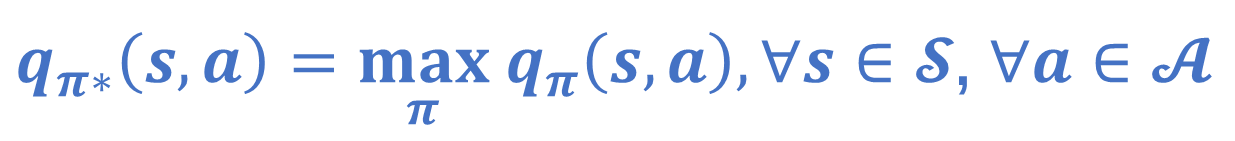 q_{π*}(s, a) = max_π q_π(s, a), ∀s ∈ 𝒮, ∀a ∈ 𝒜